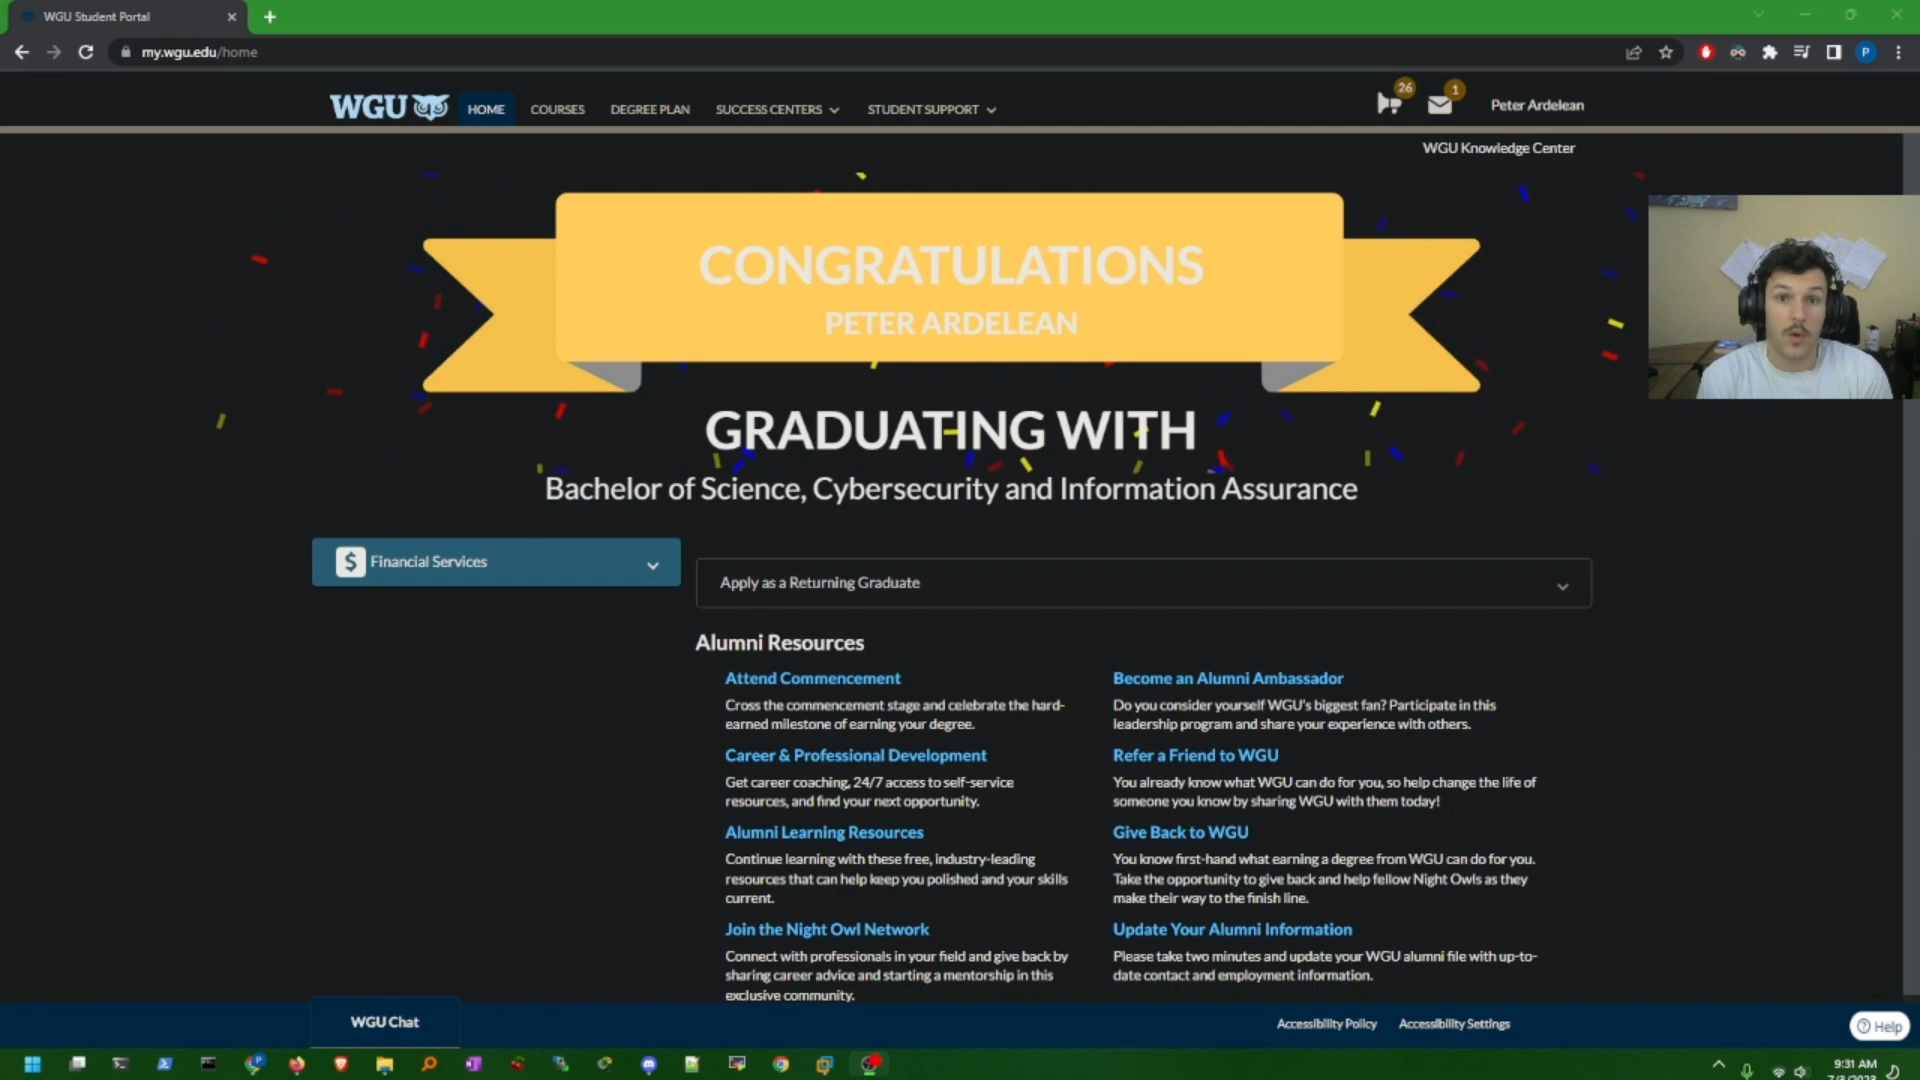 WGU Student Portal
my.wgu.edu/home
WGU HOME COURSES DEGREE PLAN SUCCESS CENTERS STUDENT SUPPORT 26 1 Peter Ardelean
WGU Knowledge Center
CONGRATULATIONS
PETER ARDELEAN
GRADUATING WITH
Bachelor of Science, Cybersecurity and Information Assurance
$ Financial Services
Apply as a Returning Graduate
Alumni Resources
Attend Commencement
Cross the commencement stage and celebrate the hard-
earned milestone of earning your degree.
Career & Professional Development
Get career coaching, 24/7 access to self-service
resources, and find your next opportunity.
Alumni Learning Resources
Continue learning with these free, industry-leading
resources that can help keep you polished and your skills
current.
Join the Night Owl Network
Connect with professionals in your field and give back by
sharing career advice and starting a mentorship in this
exclusive community.
Become an Alumni Ambassador
Do you consider yourself WGU's biggest fan? Participate in this
leadership program and share your experience with others.
Refer a Friend to WGU
You already know what WGU can do for you, so help change the life of
someone you know by sharing WGU with them today!
Give Back to WGU
You know first-hand what earning a degree from WGU can do for you.
Take the opportunity to give back and help fellow Night Owls as they
make their way to the finish line.
Update Your Alumni Information
Please take two minutes and update your WGU alumni file with up-to-
date contact and employment information.
WGU Chat
Accessibility Policy Accessibility Settings
Help
9:31 AM